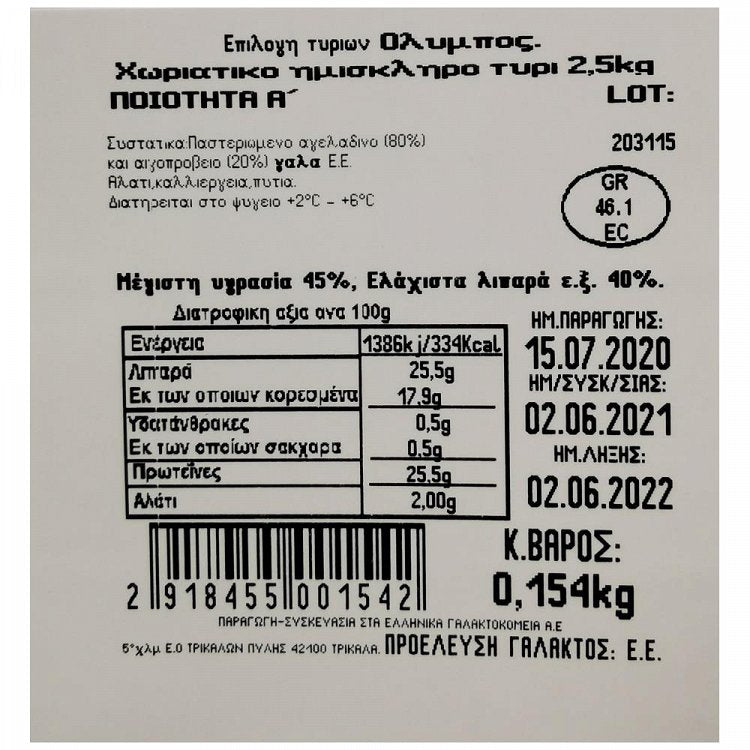 Επιλογη τυριων Ολυμπος.
Χωριατικο ημισκληρο τυρι 2,5kg
ΠΟΙΟΤΗΤΑ Α΄ LOT:
Συστατικα:Παστεριωμενο αγελαδινο (80%) 203115
και αιγοπροβειο (20%) γαλα Ε.Ε.
Αλατι,καλλιεργεια,πυτια.
Διατηρειται στο ψυγειο +2°C - +6°C
GR
46.1
EC
Μέγιστη υγρασία 45%, Ελάχιστα λιπαρά ε.ξ. 40%.
Διατροφικη αξια ανα 100g
Ενέργεια 1386kj/334Kcal
Λιπαρά 25,5g
Εκ των οποιων κορεσμένα 17,9g
Υδατάνθρακες 0,5g
Εκ των οποίων σακχαρα 0,5g
Πρωτεΐνες 25,5g
Αλάτι 2,00g
ΗΜ.ΠΑΡΑΓΩΓΗΣ:
15.07.2020
ΗΜ/ΣΥΣΚ/ΣΙΑΣ:
02.06.2021
ΗΜ.ΛΗΞΗΣ:
02.06.2022
Κ.ΒΑΡΟΣ:
0,154kg
2 918455 001542
ΠΑΡΑΓΩΓΗ-ΣΥΣΚΕΥΑΣΙΑ ΣΤΑ ΕΛΛΗΝΙΚΑ ΓΑΛΑΚΤΟΚΟΜΕΙΑ Α.Ε
5°χλμ Ε.Ο ΤΡΙΚΑΛΩΝ ΠΥΛΗΣ 42100 ΤΡΙΚΑΛΑ. ΠΡΟΕΛΕΥΣΗ ΓΑΛΑΚΤΟΣ: Ε.Ε.